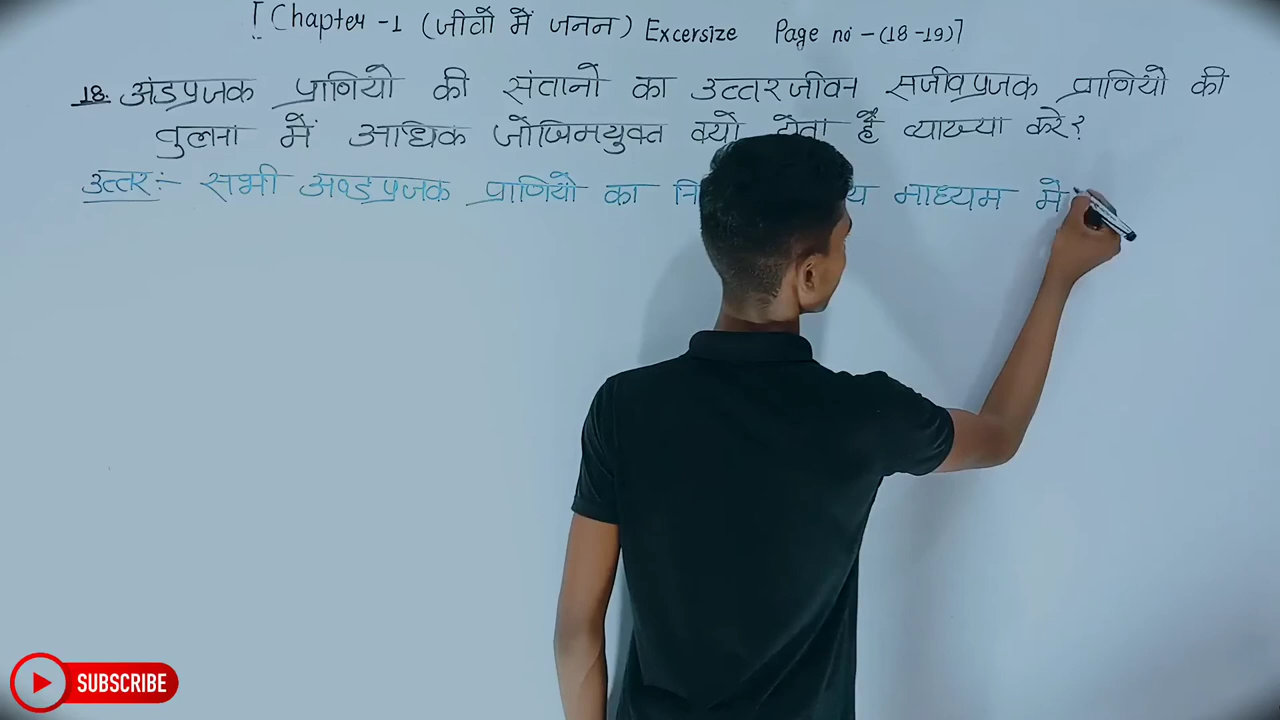 [Chapter -1 (जीवो में जनन) Excersize Page no -(18-19)]
18. अंडप्रजक प्राणियो की संतानो का उत्तरजीवन सजीवप्रजक प्राणियो की
तुलना में अधिक जोखिमयुक्त क्यो होता है व्याख्या करे?
उत्तर:- सभी अण्डप्रजक प्राणियो का माध्यम मे
SUBSCRIBE